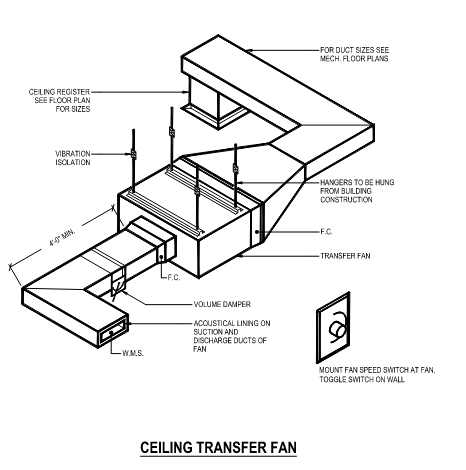 FOR DUCT SIZES SEE
MECH. FLOOR PLANS
CEILING REGISTER
SEE FLOOR PLAN
FOR SIZES
VIBRATION
ISOLATION
HANGERS TO BE HUNG
FROM BUILDING
CONSTRUCTION
F.C.
4'-0" MIN.
TRANSFER FAN
F.C.
VOLUME DAMPER
ACOUSTICAL LINING ON
SUCTION AND
DISCHARGE DUCTS OF
FAN
W.M.S.
MOUNT FAN SPEED SWITCH AT FAN,
TOGGLE SWITCH ON WALL
CEILING TRANSFER FAN